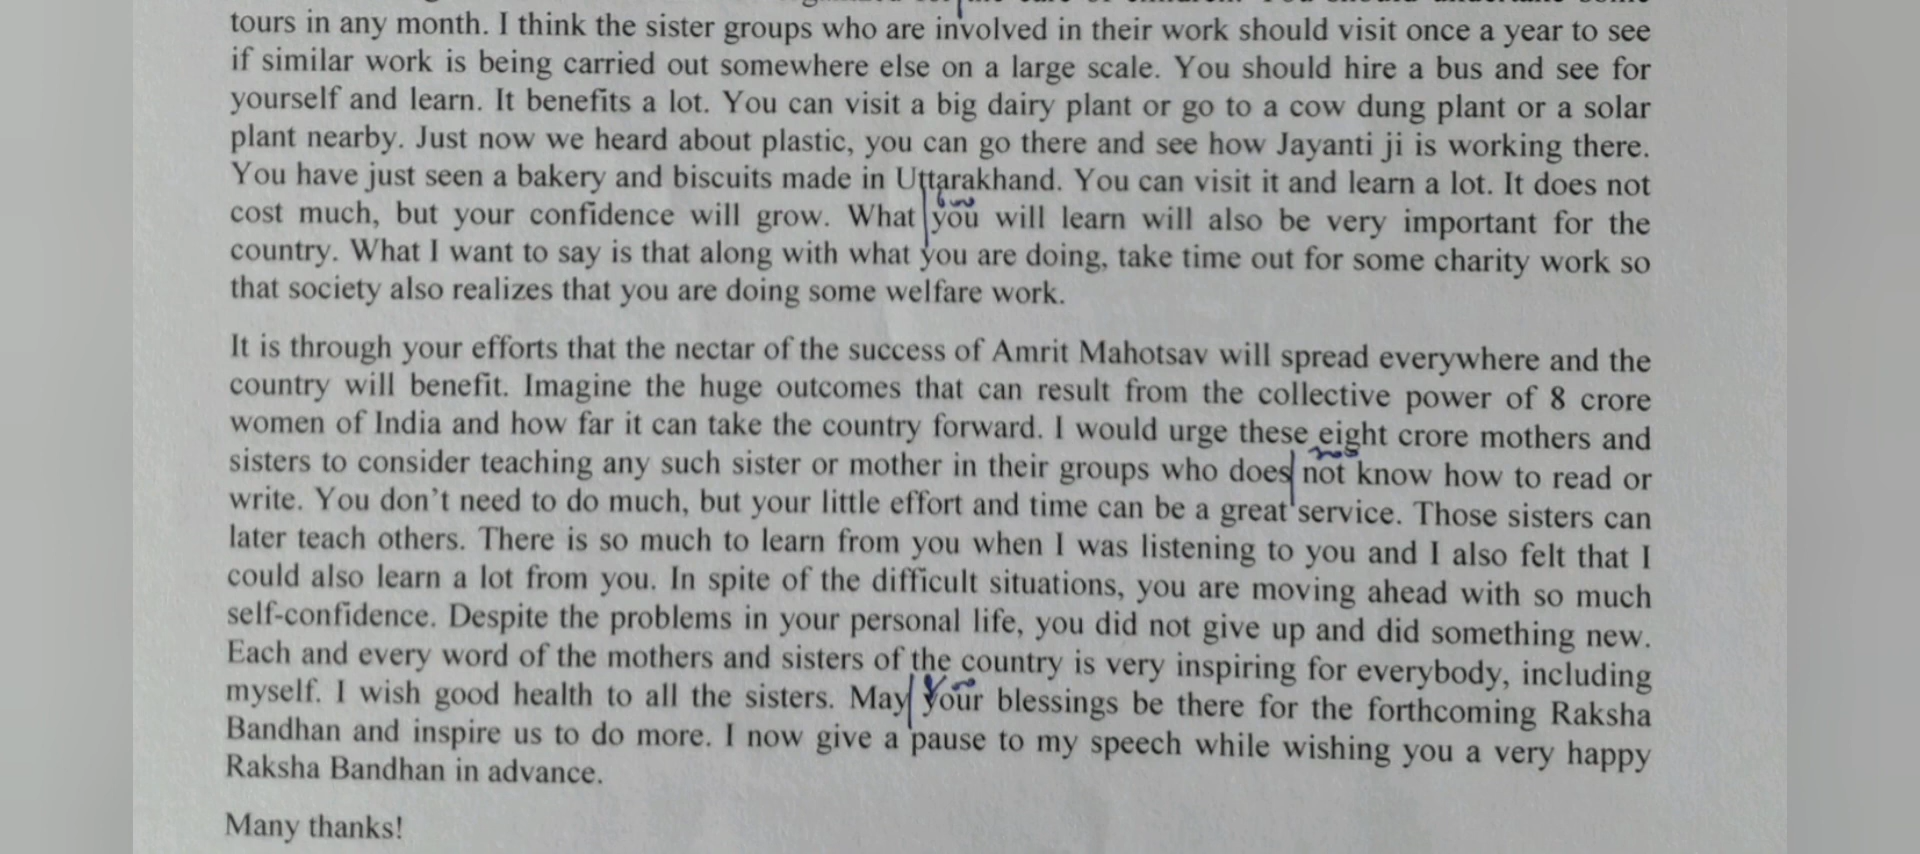 tours in any month. I think the sister groups who are involved in their work should visit once a year to see
if similar work is being carried out somewhere else on a large scale. You should hire a bus and see for
yourself and learn. It benefits a lot. You can visit a big dairy plant or go to a cow dung plant or a solar
plant nearby. Just now we heard about plastic, you can go there and see how Jayanti ji is working there.
You have just seen a bakery and biscuits made in Uttarakhand. You can visit it and learn a lot. It does not
cost much, but your confidence will grow. What you will learn will also be very important for the
country. What I want to say is that along with what you are doing, take time out for some charity work so
that society also realizes that you are doing some welfare work.
It is through your efforts that the nectar of the success of Amrit Mahotsav will spread everywhere and the
country will benefit. Imagine the huge outcomes that can result from the collective power of 8 crore
women of India and how far it can take the country forward. I would urge these eight crore mothers and
sisters to consider teaching any such sister or mother in their groups who does not know how to read or
write. You don't need to do much, but your little effort and time can be a great service. Those sisters can
later teach others. There is so much to learn from you when I was listening to you and I also felt that I
could also learn a lot from you. In spite of the difficult situations, you are moving ahead with so much
self-confidence. Despite the problems in your personal life, you did not give up and did something new.
Each and every word of the mothers and sisters of the country is very inspiring for everybody, including
myself. I wish good health to all the sisters. May your blessings be there for the forthcoming Raksha
Bandhan and inspire us to do more. I now give a pause to my speech while wishing you a very happy
Raksha Bandhan in advance.
Many thanks!